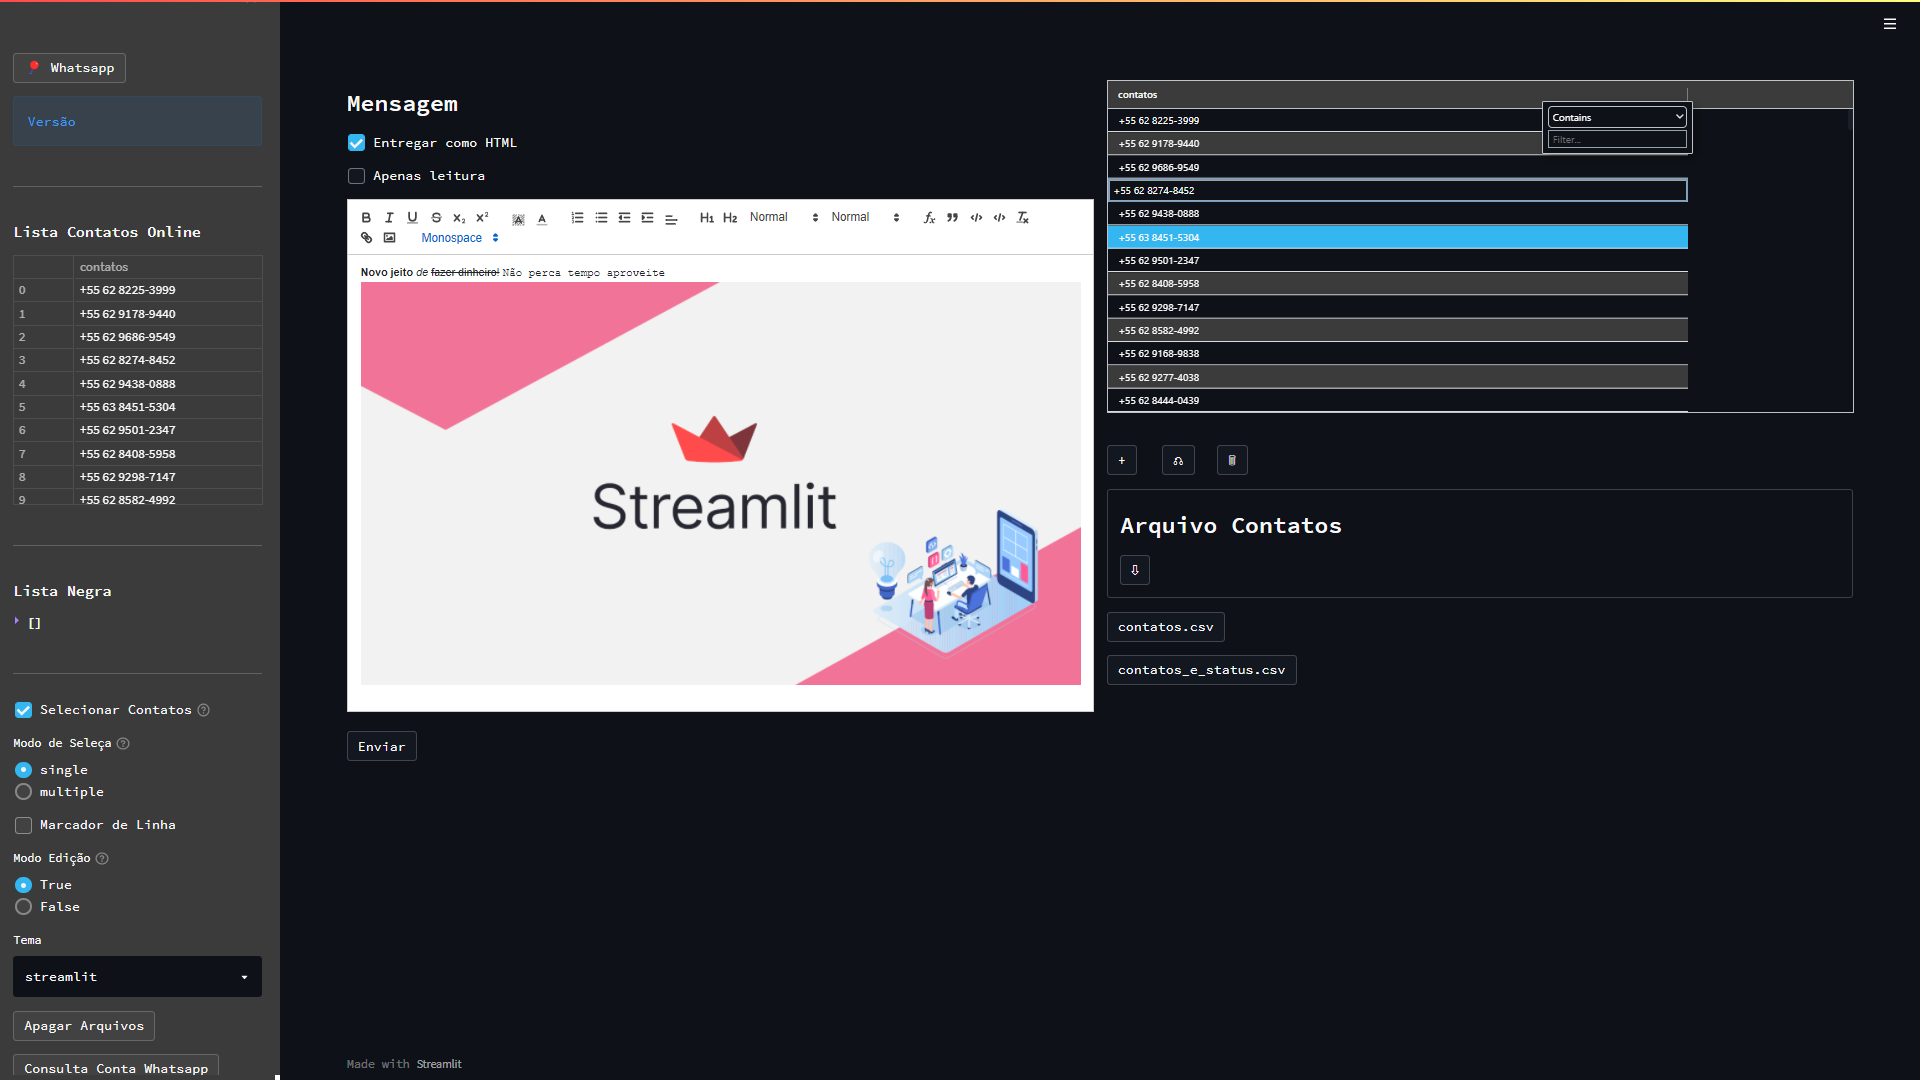 Whatsapp
Versão
Lista Contatos Online
contatos
0 +55 62 8225-3999
1 +55 62 9178-9440
2 +55 62 9686-9549
3 +55 62 8274-8452
4 +55 62 9438-0888
5 +55 63 8451-5304
6 +55 62 9501-2347
7 +55 62 8408-5958
8 +55 62 9298-7147
9 +55 62 8582-4992
Lista Negra
[]
Selecionar Contatos
Modo de Seleça
single
multiple
Marcador de Linha
Modo Edição
True
False
Tema
streamlit
Apagar Arquivos
Consulta Conta Whatsapp
Mensagem
Entregar como HTML
Apenas leitura
B I U S X₂ X² A A H1 H2 Normal Normal fx
Monospace
Novo jeito de fazer dinheiro! Não perca tempo aproveite
Streamlit
Enviar
Made with Streamlit
contatos
Contains
Filter...
+55 62 8225-3999
+55 62 9178-9440
+55 62 9686-9549
+55 62 8274-8452
+55 62 9438-0888
+55 63 8451-5304
+55 62 9501-2347
+55 62 8408-5958
+55 62 9298-7147
+55 62 8582-4992
+55 62 9168-9838
+55 62 9277-4038
+55 62 8444-0439
+
Arquivo Contatos
⇩
contatos.csv
contatos_e_status.csv